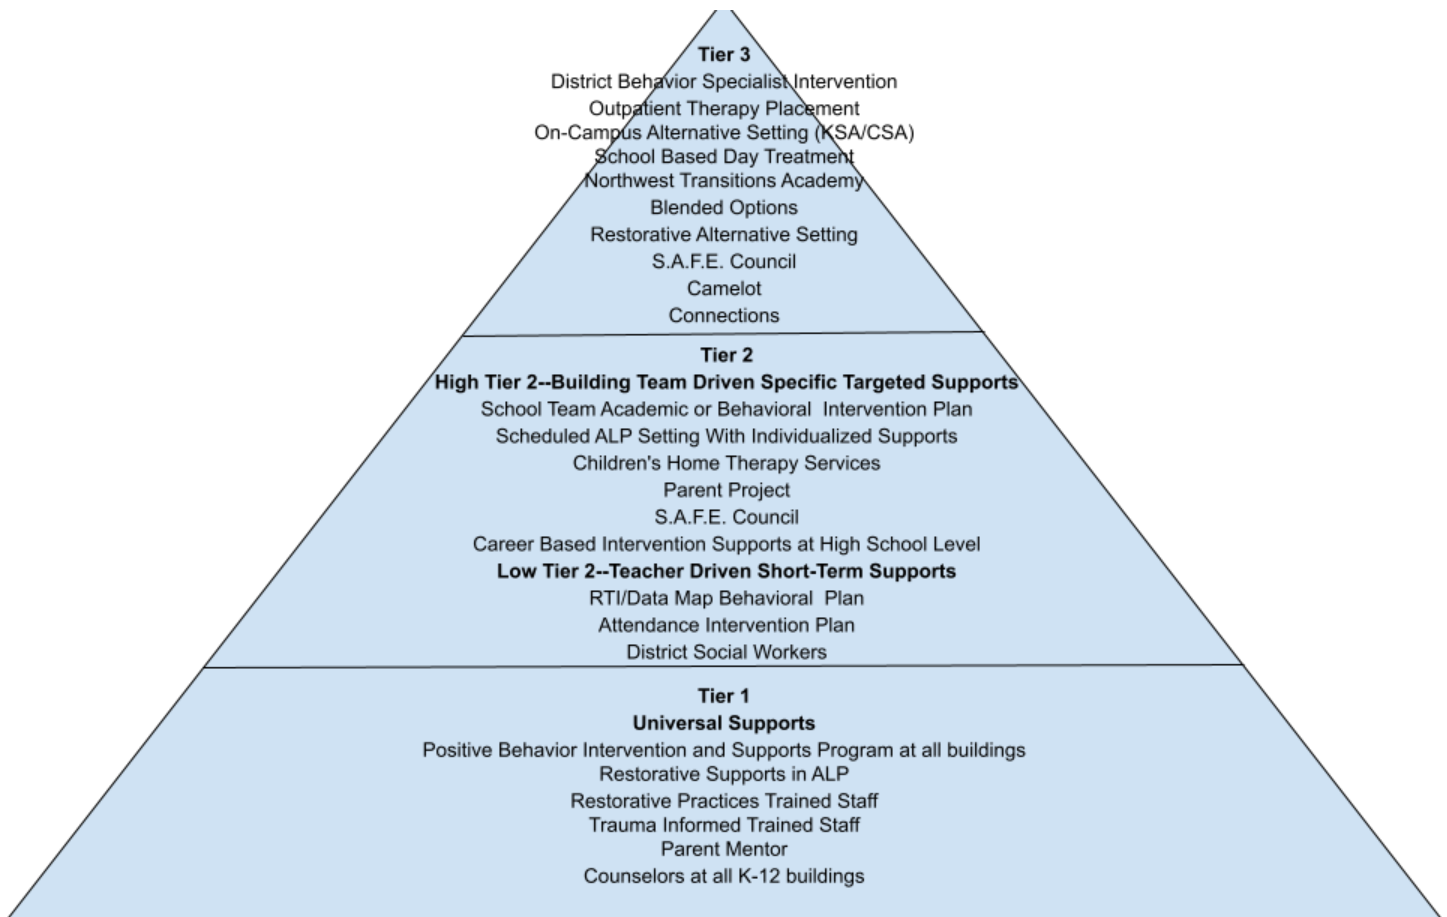 Tier 3
District Behavior Specialist Intervention
Outpatient Therapy Placement
On-Campus Alternative Setting (KSA/CSA)
School Based Day Treatment
Northwest Transitions Academy
Blended Options
Restorative Alternative Setting
S.A.F.E. Council
Camelot
Connections
Tier 2
High Tier 2--Building Team Driven Specific Targeted Supports
School Team Academic or Behavioral  Intervention Plan
Scheduled ALP Setting With Individualized Supports
Children's Home Therapy Services
Parent Project
S.A.F.E. Council
Career Based Intervention Supports at High School Level
Low Tier 2--Teacher Driven Short-Term Supports
RTI/Data Map Behavioral  Plan
Attendance Intervention Plan
District Social Workers
Tier 1
Universal Supports
Positive Behavior Intervention and Supports Program at all buildings
Restorative Supports in ALP
Restorative Practices Trained Staff
Trauma Informed Trained Staff
Parent Mentor
Counselors at all K-12 buildings